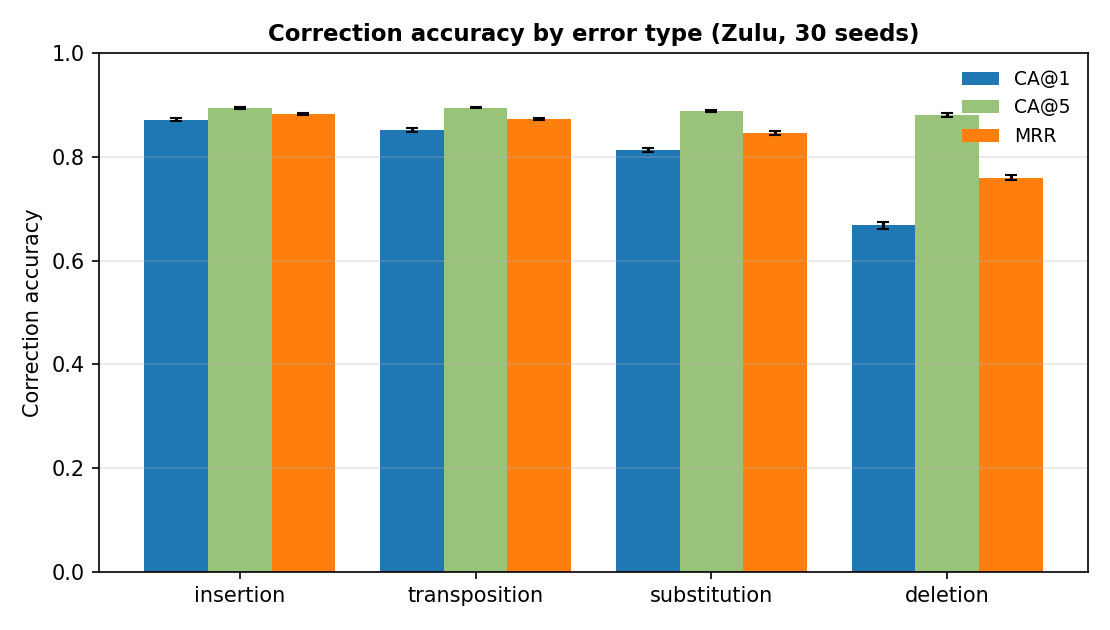 Correction accuracy by error type (Zulu, 30 seeds)
1.0
0.8
0.6
0.4
0.2
0.0
Correction accuracy
CA@1
CA@5
MRR
insertion
transposition
substitution
deletion